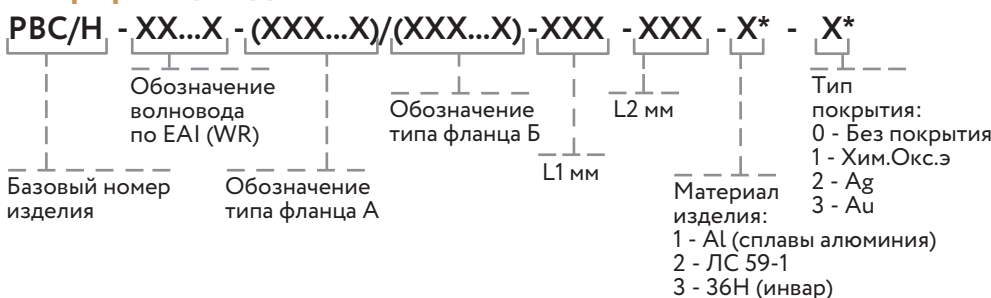 РВС/Н - XX...X - (XXX...X)/(XXX...X) - XXX - XXX - X* - X*
Обозначение
волновода
по EAI (WR)
Обозначение
типа фланца Б
L2 мм
Тип
покрытия:
0 - Без покрытия
1 - Хим.Окс.э
2 - Ag
3 - Au
L1 мм
Базовый номер
изделия
Обозначение
типа фланца А
Материал
изделия:
1 - Al (сплавы алюминия)
2 - ЛС 59-1
3 - 36Н (инвар)